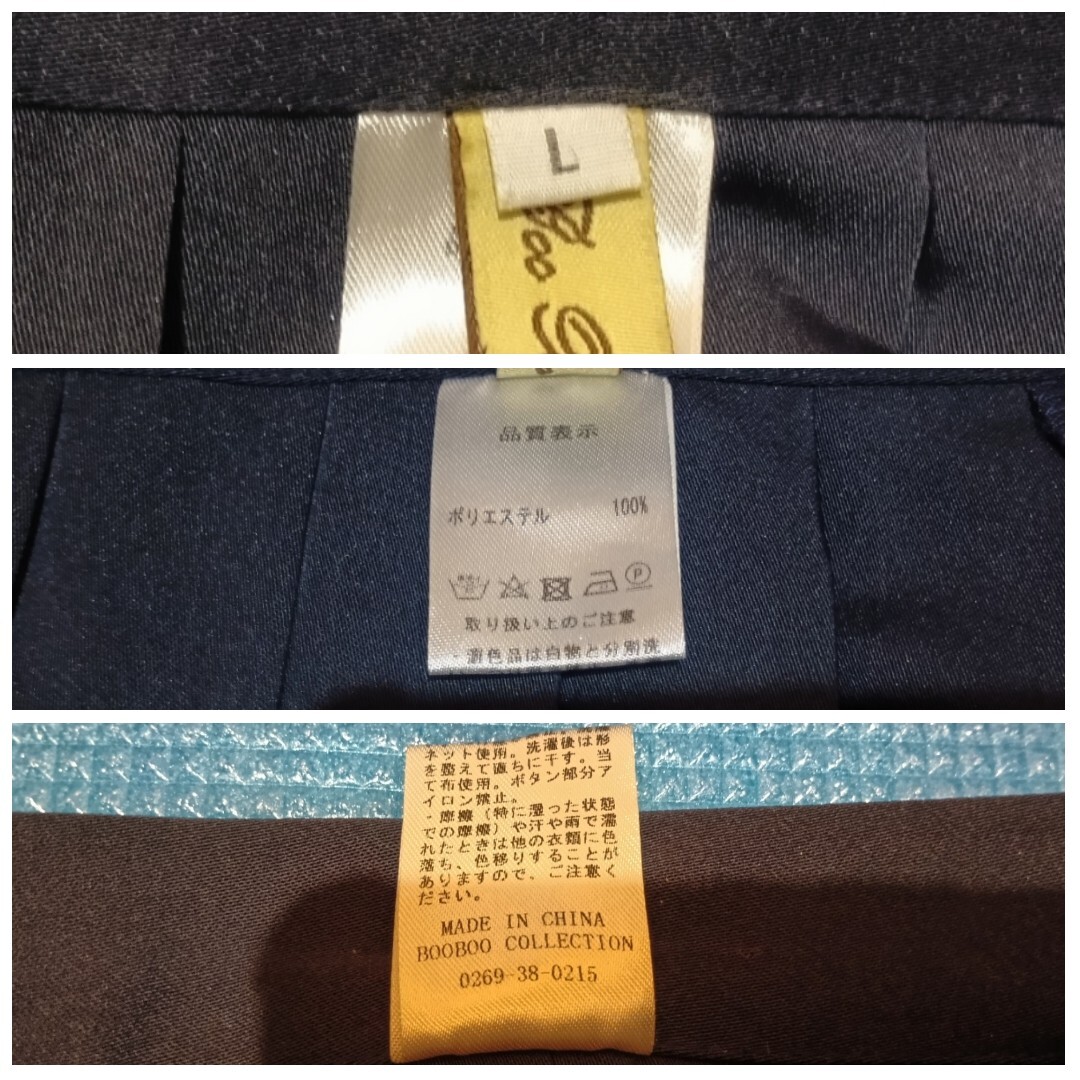 L
Boo B
品質表示
ポリエステル 100%
P
取り扱い上のご注意
・濃色品は白物と分別洗
ネット使用。洗濯後は形
を整えて直ちに干す。当
て布使用。ボタン部分ア
イロン禁止。
・摩擦（特に湿った状態
での摩擦）や汗や雨で濡
れたときは他の衣類に色
落ち、色移りすることが
ありますので、ご注意く
ださい。
MADE IN CHINA
BOOBOO COLLECTION
0269-38-0215